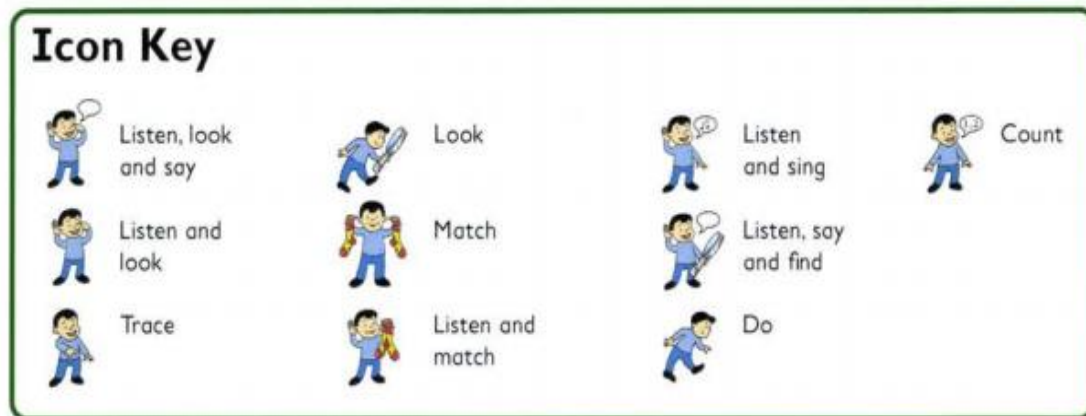 Icon Key
Listen, look
and say
Listen and
look
Trace
Look
Match
Listen and
match
Listen
and sing
Listen, say
and find
Do
Count